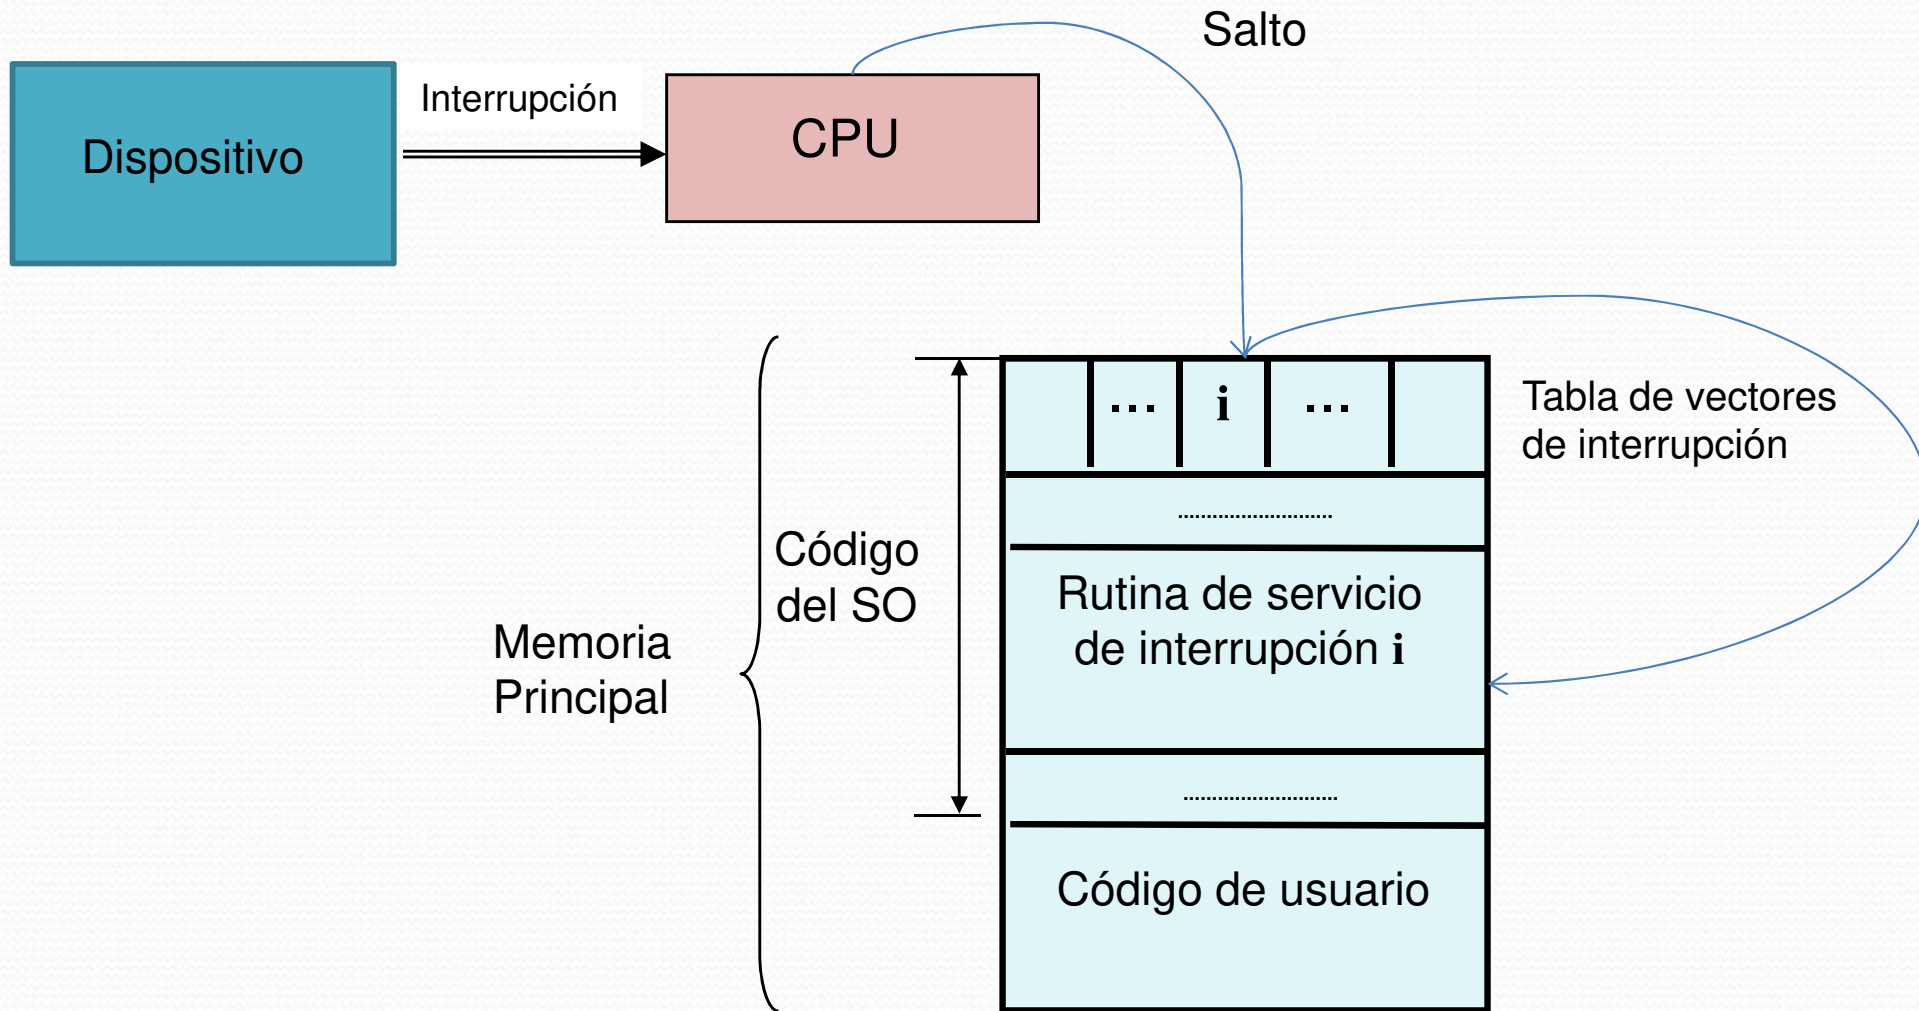 Salto
Dispositivo
Interrupción
CPU
... i ...
Tabla de vectores
de interrupción
Código
del SO
Memoria
Principal
..........................
Rutina de servicio
de interrupción i
..........................
Código de usuario